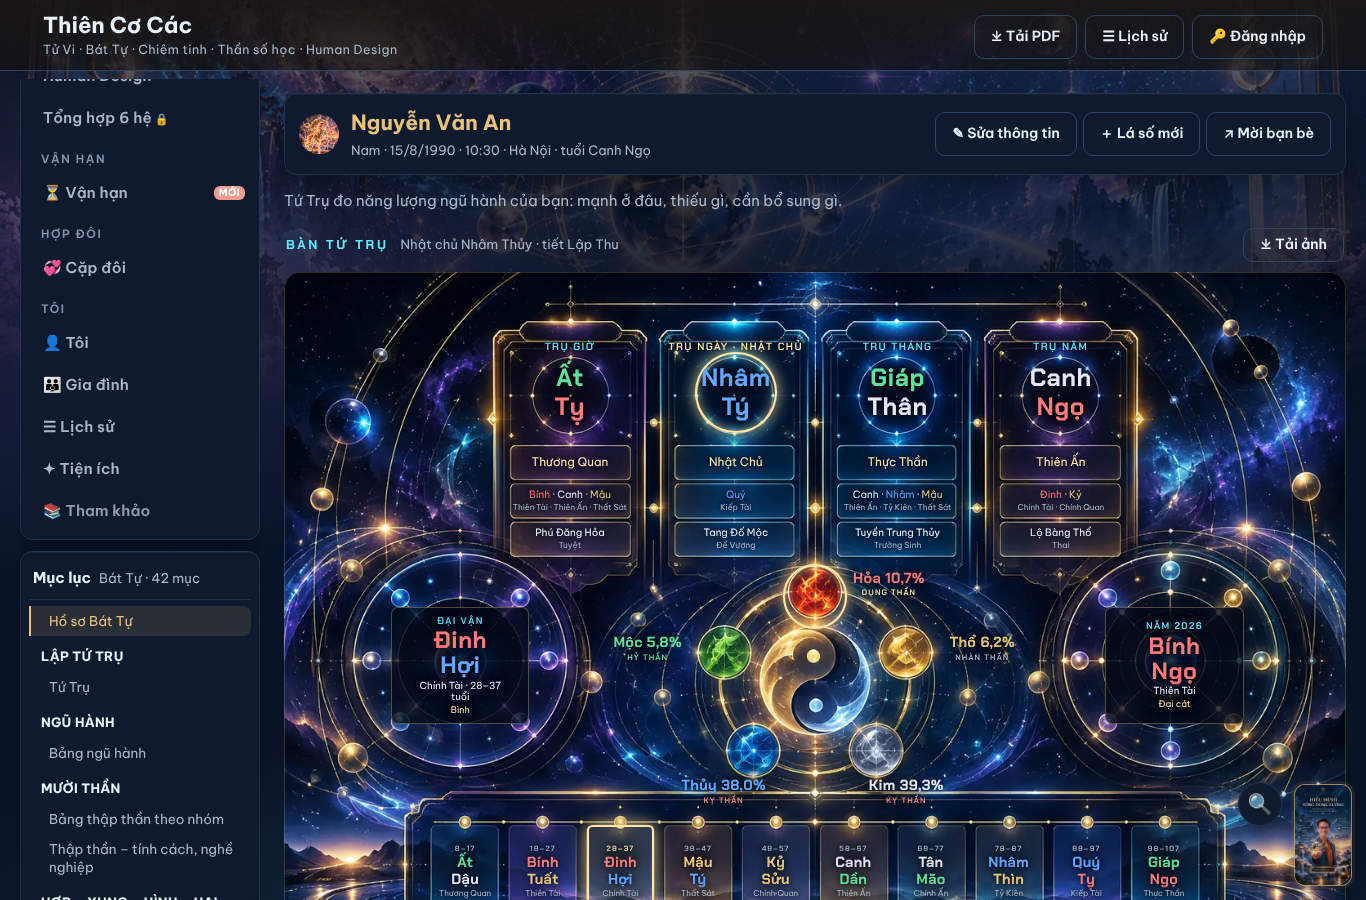 Thiên Cơ Các
Tử Vi · Bát Tự · Chiêm tinh · Thần số học · Human Design
Tải PDF
Lịch sử
Đăng nhập
Human Design
Tổng hợp 6 hệ
VẬN HẠN
Vận hạn
MỚI
HỢP ĐÔI
Cặp đôi
TÔI
Tôi
Gia đình
Lịch sử
Tiện ích
Tham khảo
Mục lục Bát Tự · 42 mục
Hồ sơ Bát Tự
LẬP TỨ TRỤ
Tứ Trụ
NGŨ HÀNH
Bảng ngũ hành
MƯỜI THẦN
Bảng thập thần theo nhóm
Thập thần – tính cách, nghề
nghiệp
Nguyễn Văn An
Nam · 15/8/1990 · 10:30 · Hà Nội · tuổi Canh Ngọ
Sửa thông tin
+ Lá số mới
Mời bạn bè
Tứ Trụ đo năng lượng ngũ hành của bạn: mạnh ở đâu, thiếu gì, cần bổ sung gì.
BÀN TỨ TRỤ Nhật chủ Nhâm Thủy · tiết Lập Thu
Tải ảnh
TRỤ GIỜ
Ất
Tỵ
Thương Quan
Bính · Canh · Mậu
Thiên Tài · Thiên Ấn · Thất Sát
Phú Đăng Hỏa
Tuyệt
TRỤ NGÀY · NHẬT CHỦ
Nhâm
Tý
Nhật Chủ
Quý
Kiếp Tài
Tang Đố Mộc
Đế Vượng
TRỤ THÁNG
Giáp
Thân
Thực Thần
Canh · Nhâm · Mậu
Thiên Ấn · Tỷ Kiên · Thất Sát
Tuyền Trung Thủy
Trường Sinh
TRỤ NĂM
Canh
Ngọ
Thiên Ấn
Đinh · Kỷ
Chính Tài · Chính Quan
Lộ Bàng Thổ
Thai
Hỏa 10,7%
DỤNG THẦN
Mộc 5,8%
HỶ THẦN
Thổ 6,2%
NHÀN THẦN
Thủy 38,0%
KỴ THẦN
Kim 39,3%
KỴ THẦN
ĐẠI VẬN
Đinh
Hợi
Chính Tài · 28–37
tuổi
Bình
NĂM 2026
Bính
Ngọ
Thiên Tài
Đại cát
8–17
Ất
Dậu
Thương Quan
18–27
Bính
Tuất
Thiên Tài
28–37
Đinh
Hợi
Chính Tài
38–47
Mậu
Tý
Thất Sát
48–57
Kỷ
Sửu
Chính Quan
58–67
Canh
Dần
Thiên Ấn
68–77
Tân
Mão
Chính Ấn
78–87
Nhâm
Thìn
Tỷ Kiên
88–97
Quý
Tỵ
Kiếp Tài
98–107
Giáp
Ngọ
Thực Thần